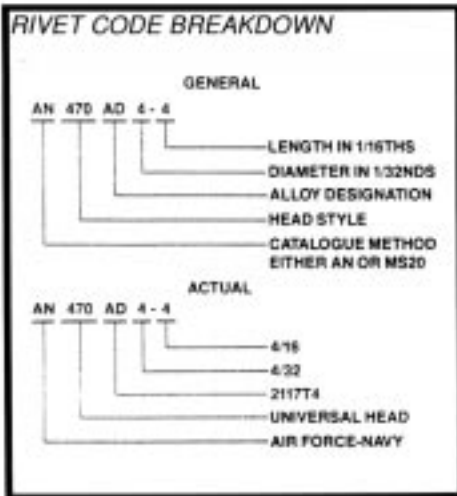 RIVET CODE BREAKDOWN
GENERAL
AN 470 AD 4 - 4
LENGTH IN 1/16THS
DIAMETER IN 1/32NDS
ALLOY DESIGNATION
HEAD STYLE
CATALOGUE METHOD
EITHER AN OR MS20
ACTUAL
AN 470 AD 4 - 4
4/16
4/32
2117T4
UNIVERSAL HEAD
AIR FORCE-NAVY